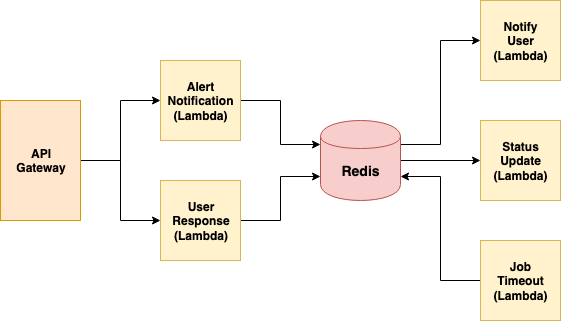 API
Gateway
Alert
Notification
(Lambda)
User
Response
(Lambda)
Redis
Notify
User
(Lambda)
Status
Update
(Lambda)
Job
Timeout
(Lambda)